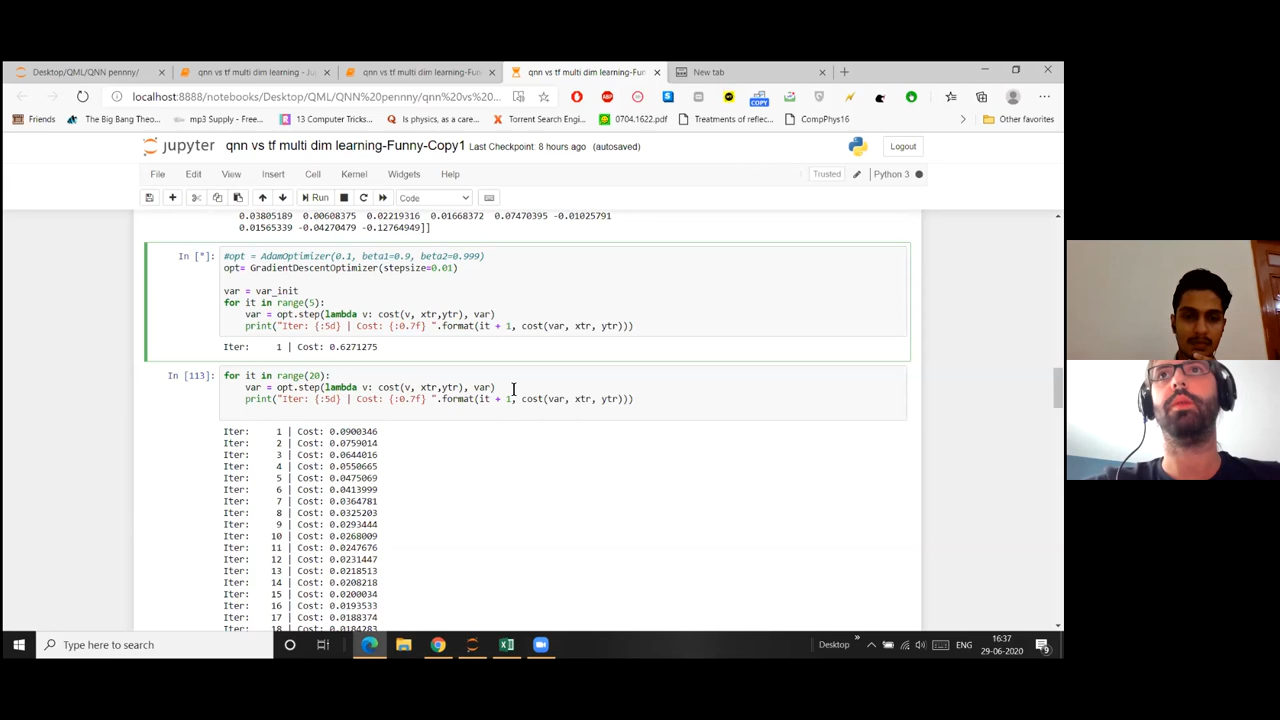 Desktop/QML/QNN pennny/
qnn vs tf multi dim learning - Ju
qnn vs tf multi dim learning-Fun
qnn vs tf multi dim learning-Fun
New tab
localhost:8888/notebooks/Desktop/QML/QNN%20pennny/qnn%20vs%20...
Friends
The Big Bang Theo...
mp3 Supply - Free...
13 Computer Tricks...
Is physics, as a care...
Torrent Search Engi...
0704.1622.pdf
Treatments of reflec...
CompPhys16
Other favorites
jupyter qnn vs tf multi dim learning-Funny-Copy1 Last Checkpoint: 8 hours ago (autosaved)
Logout
File Edit View Insert Cell Kernel Widgets Help
Trusted
Python 3
Run
Code
0.03805189 0.00608375 0.02219316 0.01668372 0.07470395 -0.01025791
0.01565339 -0.04270479 -0.12764949]]
In [*]:
#opt = AdamOptimizer(0.1, beta1=0.9, beta2=0.999)
opt= GradientDescentOptimizer(stepsize=0.01)
var = var_init
for it in range(5):
var = opt.step(lambda v: cost(v, xtr,ytr), var)
print("Iter: {:5d} | Cost: {:0.7f} ".format(it + 1, cost(var, xtr, ytr)))
Iter: 1 | Cost: 0.6271275
In [113]:
for it in range(20):
var = opt.step(lambda v: cost(v, xtr,ytr), var)
print("Iter: {:5d} | Cost: {:0.7f} ".format(it + 1, cost(var, xtr, ytr)))
Iter: 1 | Cost: 0.0900346
Iter: 2 | Cost: 0.0759014
Iter: 3 | Cost: 0.0644016
Iter: 4 | Cost: 0.0550665
Iter: 5 | Cost: 0.0475069
Iter: 6 | Cost: 0.0413999
Iter: 7 | Cost: 0.0364781
Iter: 8 | Cost: 0.0325203
Iter: 9 | Cost: 0.0293444
Iter: 10 | Cost: 0.0268009
Iter: 11 | Cost: 0.0247676
Iter: 12 | Cost: 0.0231447
Iter: 13 | Cost: 0.0218513
Iter: 14 | Cost: 0.0208218
Iter: 15 | Cost: 0.0200034
Iter: 16 | Cost: 0.0193533
Iter: 17 | Cost: 0.0188374
Iter: 18 | Cost: 0.0184283
Type here to search
Desktop
ENG
16:37
29-06-2020